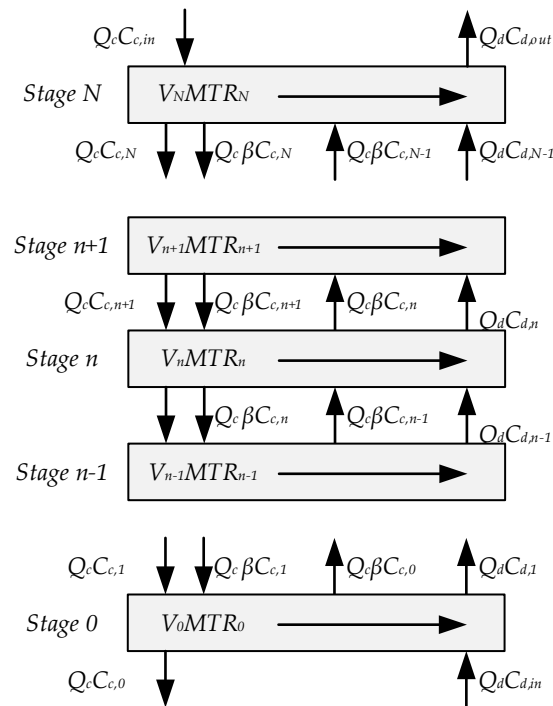 QcCc,in QdCd,out
Stage N VNMTRN
QcCc,N QcβCc,N QcβCc,N-1 QdCd,N-1
Stage n+1 Vn+1MTRn+1
QcCc,n+1 QcβCc,n+1 QcβCc,n QdCd,n
Stage n VnMTRn
QcβCc,n QcβCc,n-1 QdCd,n-1
Stage n-1 Vn-1MTRn-1
QcCc,1 QcβCc,1 QcβCc,0 QdCd,1
Stage 0 V0MTR0
QcCc,0 QdCd,in